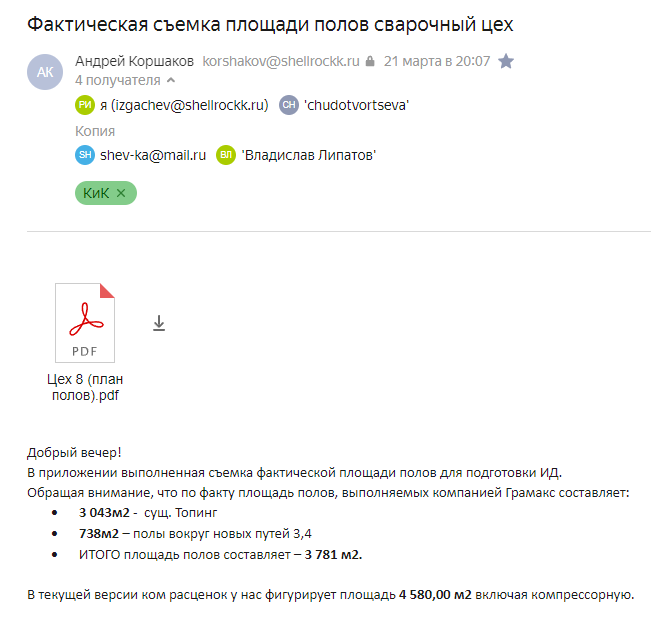 Фактическая съемка площади полов сварочный цех
АК
Андрей Коршаков korshakov@shellrockk.ru 21 марта в 20:07
4 получателя
РИ я (izgachev@shellrockk.ru) СН 'chudotvortseva'
Копия
SH shev-ka@mail.ru ВЛ 'Владислав Липатов'
КиК ×
PDF
Цех 8 (план
полов).pdf
Добрый вечер!
В приложении выполненная съемка фактической площади полов для подготовки ИД.
Обращая внимание, что по факту площадь полов, выполняемых компанией Грамакс составляет:
• 3 043м2 - сущ. Топинг
• 738м2 – полы вокруг новых путей 3,4
• ИТОГО площадь полов составляет – 3 781 м2.
В текущей версии ком расценок у нас фигурирует площадь 4 580,00 м2 включая компрессорную.